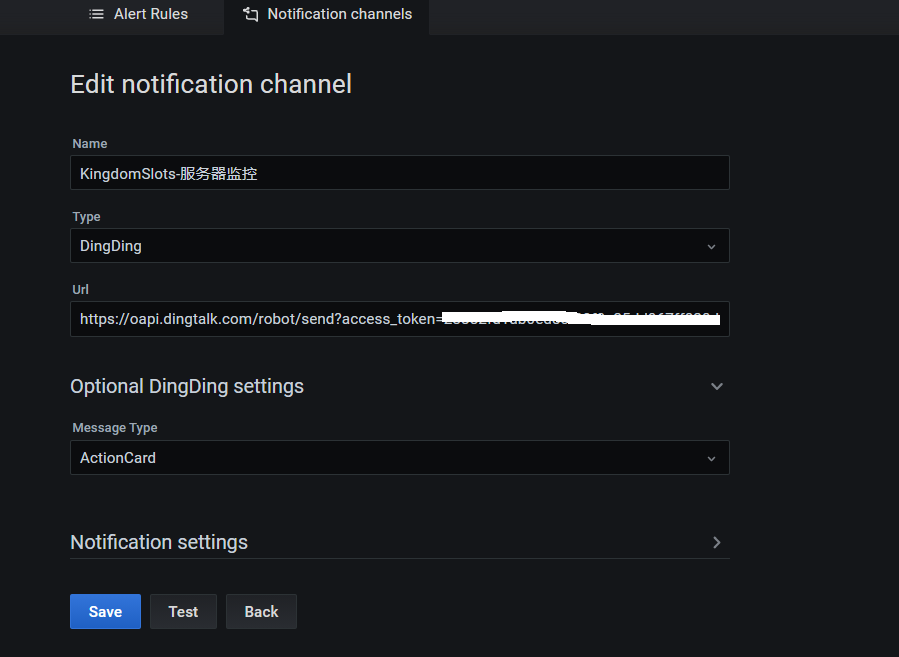 Alert Rules
Notification channels
Edit notification channel
Name
KingdomSlots-服务器监控
Type
DingDing
Url
https://oapi.dingtalk.com/robot/send?access_token=
Optional DingDing settings
Message Type
ActionCard
Notification settings
Save
Test
Back